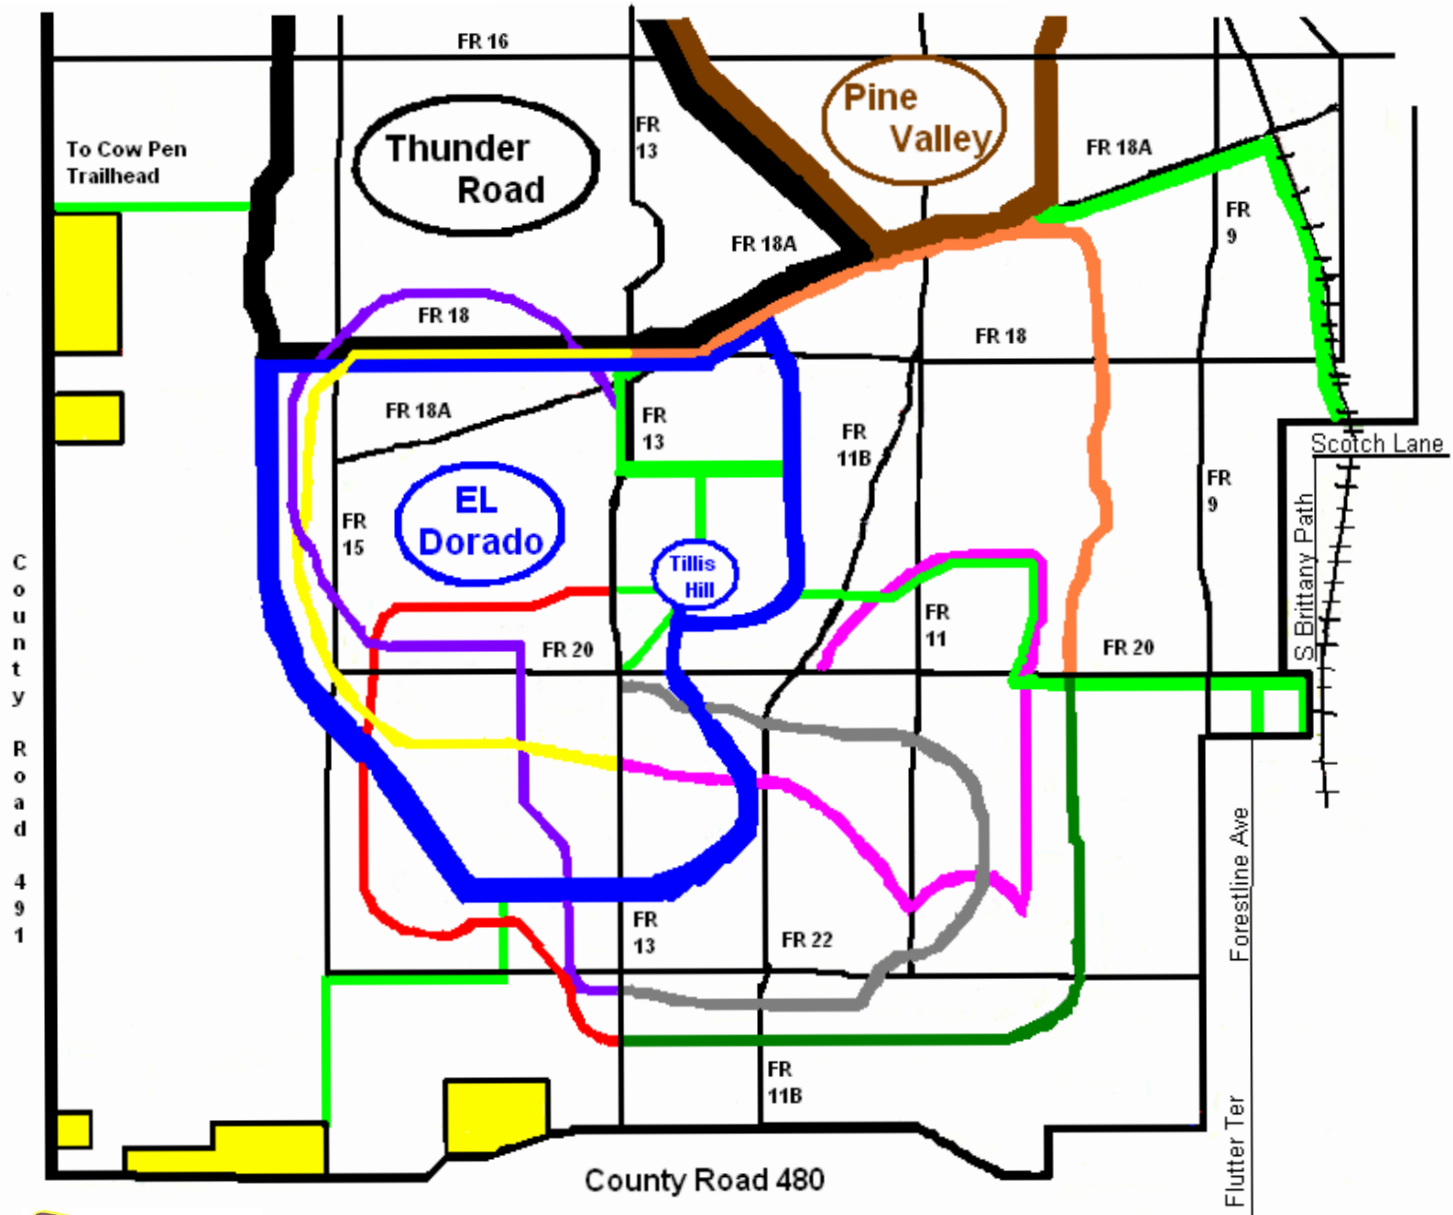 FR 16
To Cow Pen
Trailhead
Thunder
Road
FR
13
Pine
Valley
FR 18A
FR
9
FR 18A
FR 18
FR 18
FR 18A
FR
13
FR
11B
Scotch Lane
EL
Dorado
FR
15
FR
9
Tillis
Hill
S Brittany Path
FR
11
FR 20
FR 20
County Road 491
FR
13
FR 22
Forestline Ave
FR
11B
Flutter Ter
County Road 480